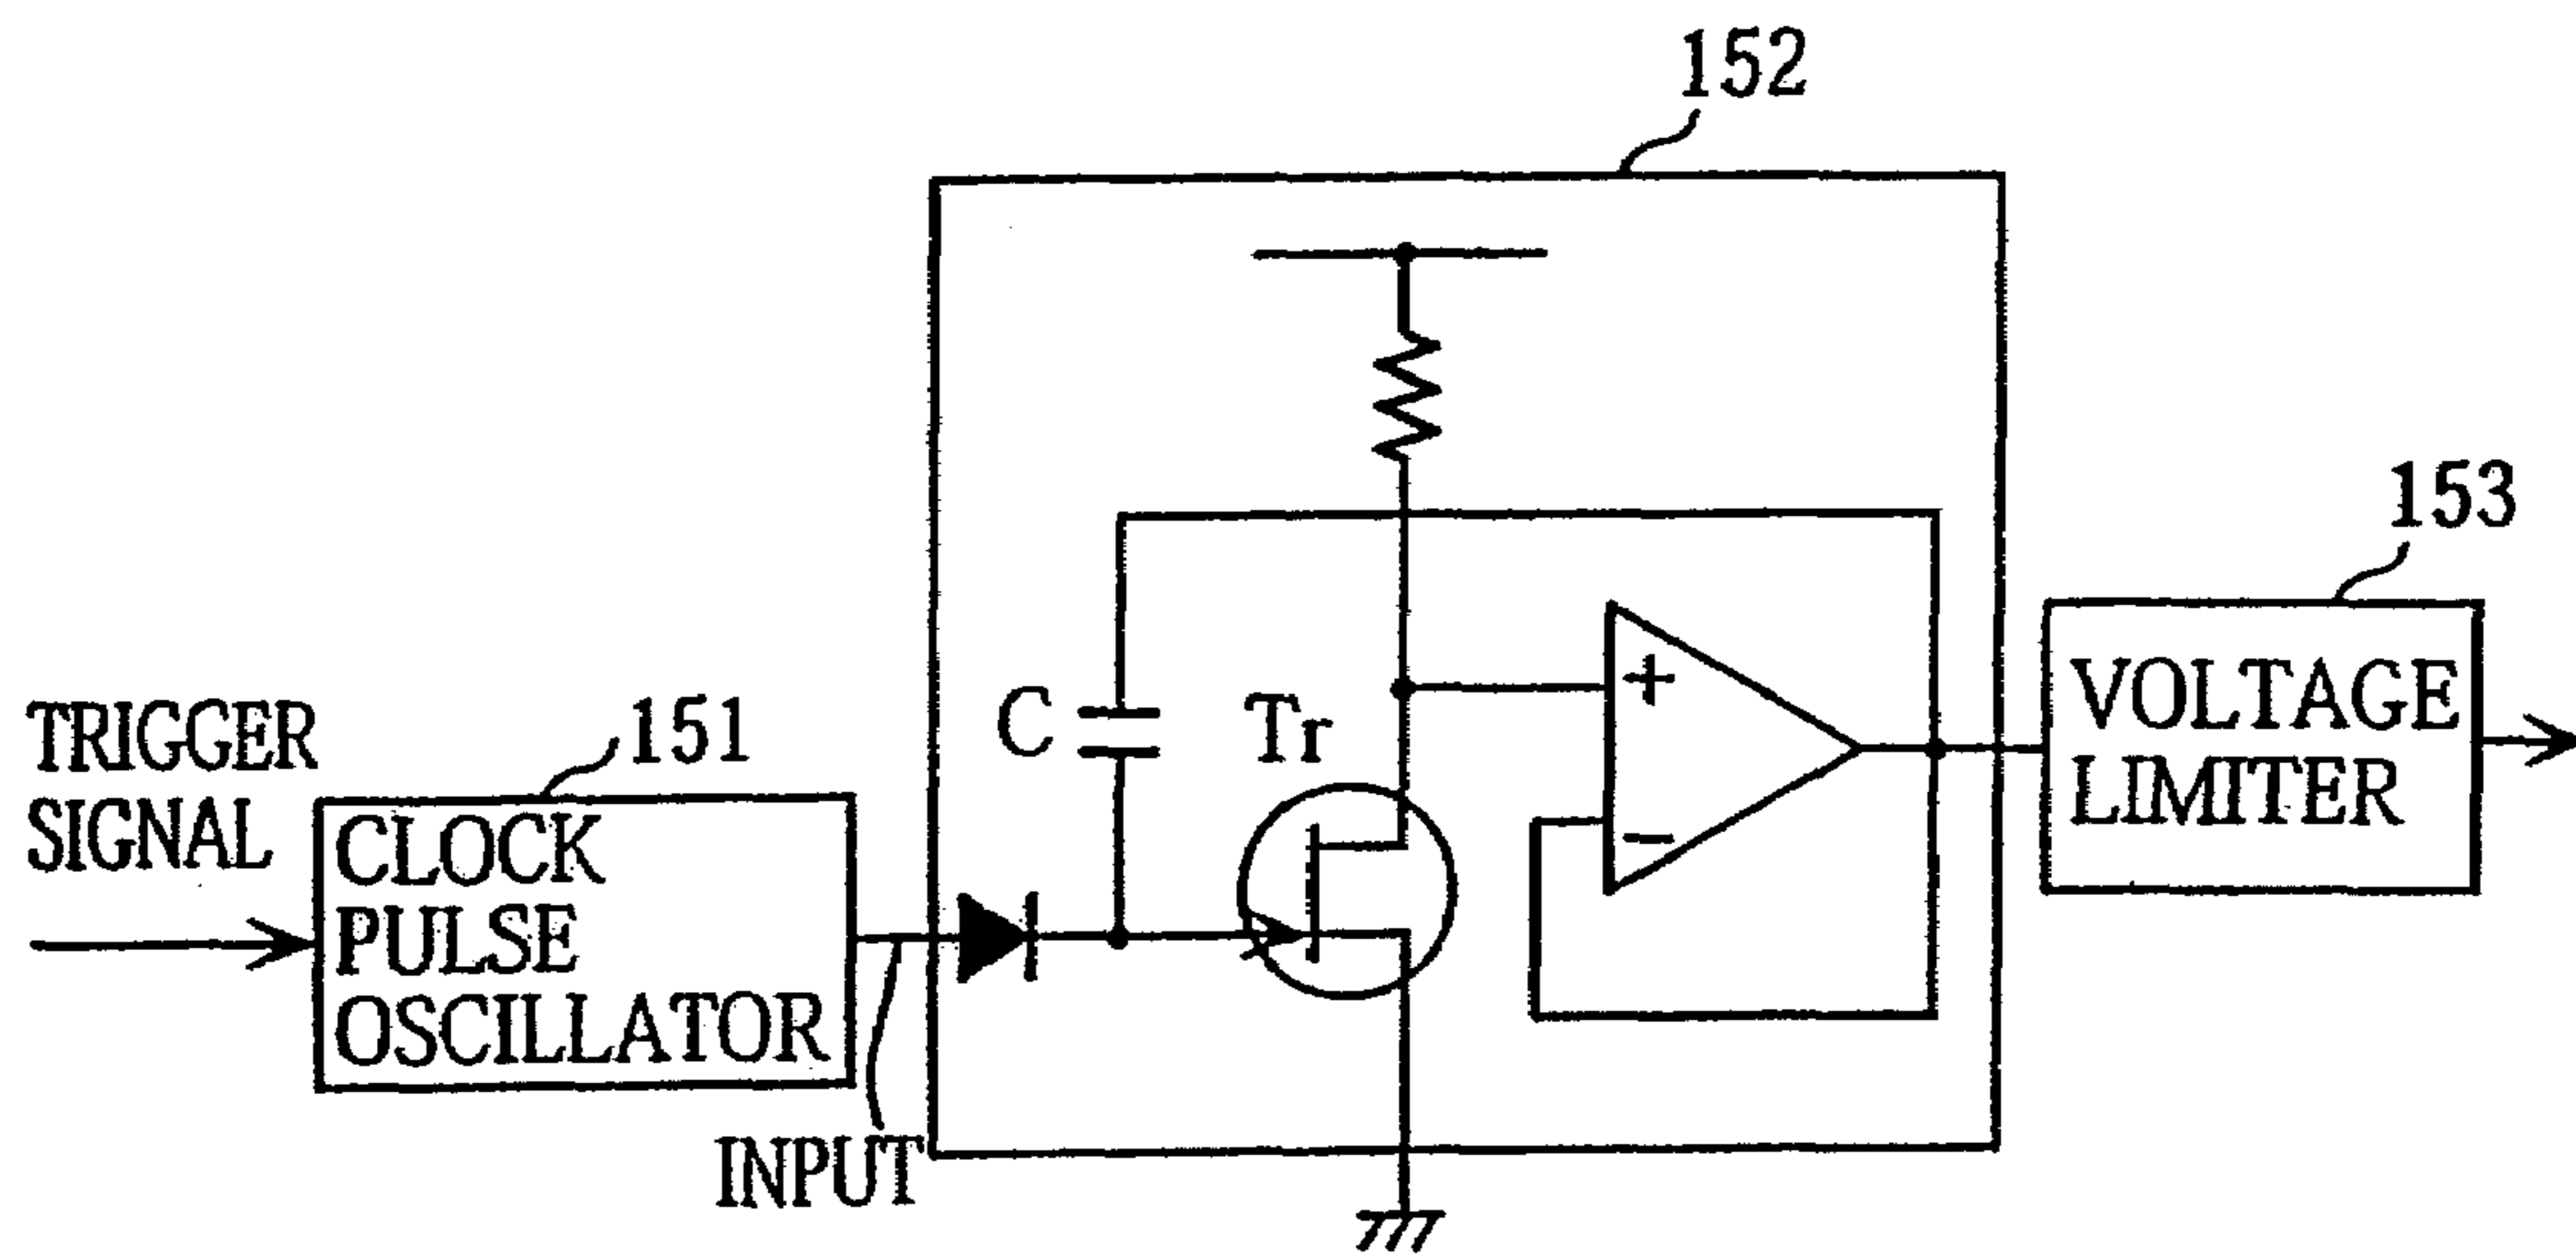 152
153
TRIGGER
SIGNAL
151
CLOCK
PULSE
OSCILLATOR
INPUT
C
Tr
+
−
VOLTAGE
LIMITER